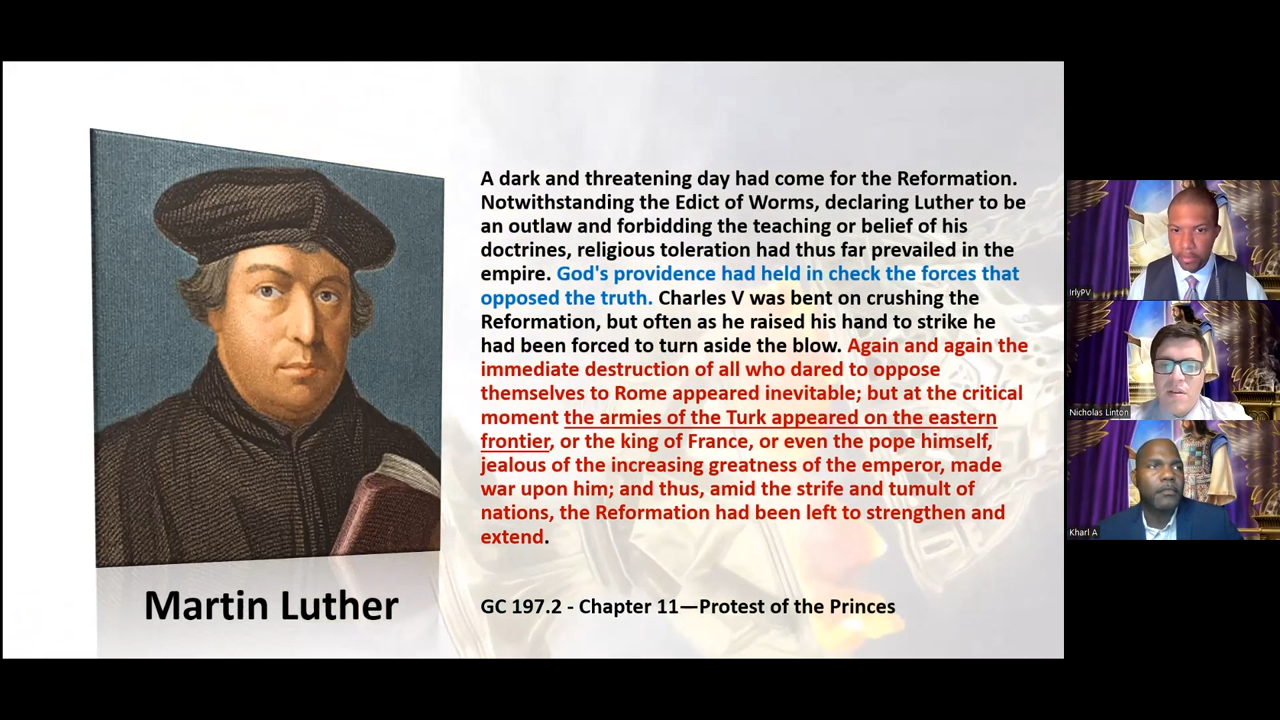 A dark and threatening day had come for the Reformation.
Notwithstanding the Edict of Worms, declaring Luther to be
an outlaw and forbidding the teaching or belief of his
doctrines, religious toleration had thus far prevailed in the
empire. God's providence had held in check the forces that
opposed the truth. Charles V was bent on crushing the
Reformation, but often as he raised his hand to strike he
had been forced to turn aside the blow. Again and again the
immediate destruction of all who dared to oppose
themselves to Rome appeared inevitable; but at the critical
moment the armies of the Turk appeared on the eastern
frontier, or the king of France, or even the pope himself,
jealous of the increasing greatness of the emperor, made
war upon him; and thus, amid the strife and tumult of
nations, the Reformation had been left to strengthen and
extend.
Martin Luther
GC 197.2 - Chapter 11—Protest of the Princes
IrlyPV
Nicholas Linton
Kharl A